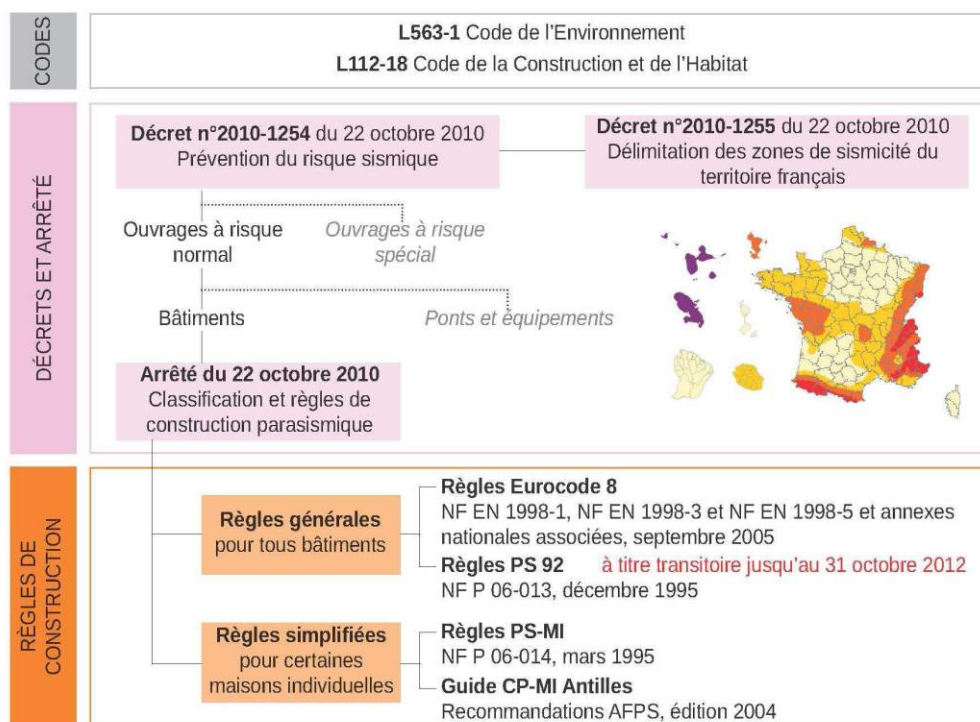 CODES
L563-1 Code de l'Environnement
L112-18 Code de la Construction et de l'Habitat
DÉCRETS ET ARRÊTÉ
Décret n°2010-1254 du 22 octobre 2010
Prévention du risque sismique
Décret n°2010-1255 du 22 octobre 2010
Délimitation des zones de sismicité du
territoire français
Ouvrages à risque
normal
Ouvrages à risque
spécial
Bâtiments
Ponts et équipements
Arrêté du 22 octobre 2010
Classification et règles de
construction parasismique
RÈGLES DE
CONSTRUCTION
Règles générales
pour tous bâtiments
Règles Eurocode 8
NF EN 1998-1, NF EN 1998-3 et NF EN 1998-5 et annexes
nationales associées, septembre 2005
Règles PS 92 à titre transitoire jusqu'au 31 octobre 2012
NF P 06-013, décembre 1995
Règles simplifiées
pour certaines
maisons individuelles
Règles PS-MI
NF P 06-014, mars 1995
Guide CP-MI Antilles
Recommandations AFPS, édition 2004